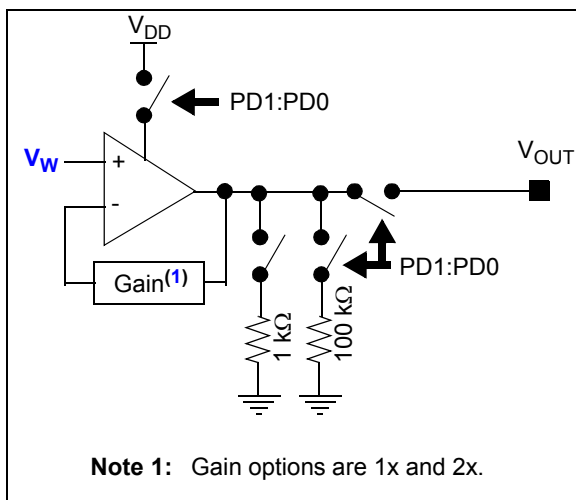 VDD
PD1:PD0
VW
+
-
VOUT
Gain(1)
PD1:PD0
1 kΩ
100 kΩ
Note 1: Gain options are 1x and 2x.